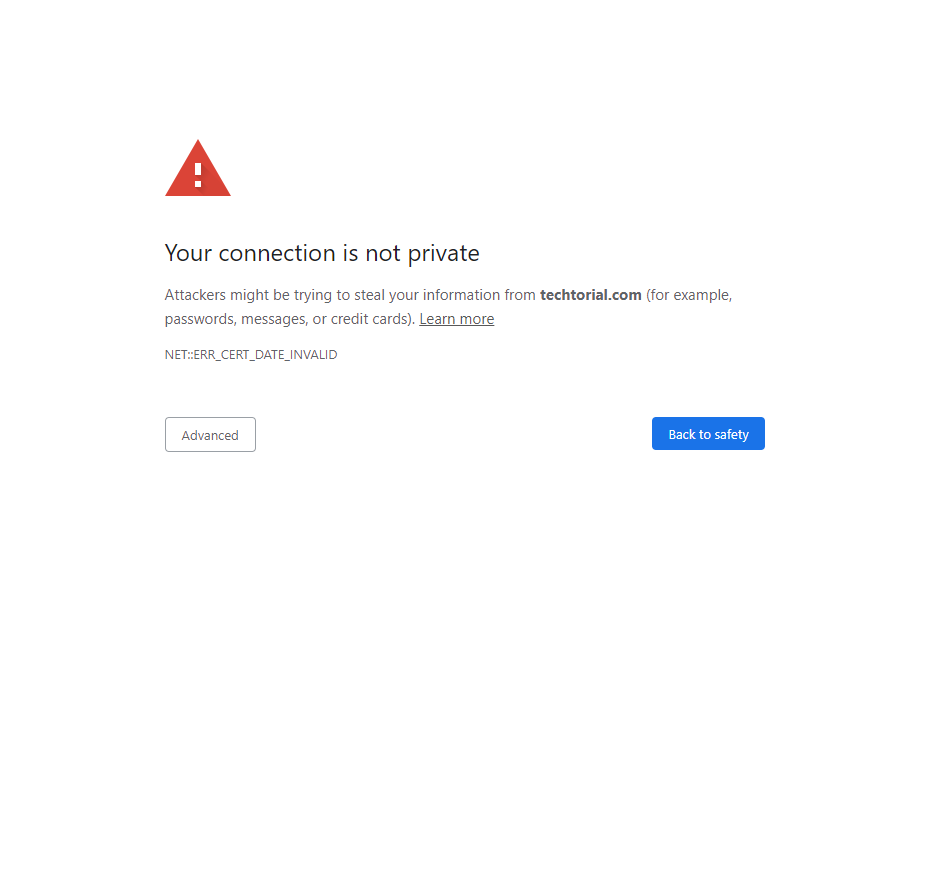 Your connection is not private
Attackers might be trying to steal your information from techtorial.com (for example,
passwords, messages, or credit cards). Learn more
NET::ERR_CERT_DATE_INVALID
Advanced
Back to safety